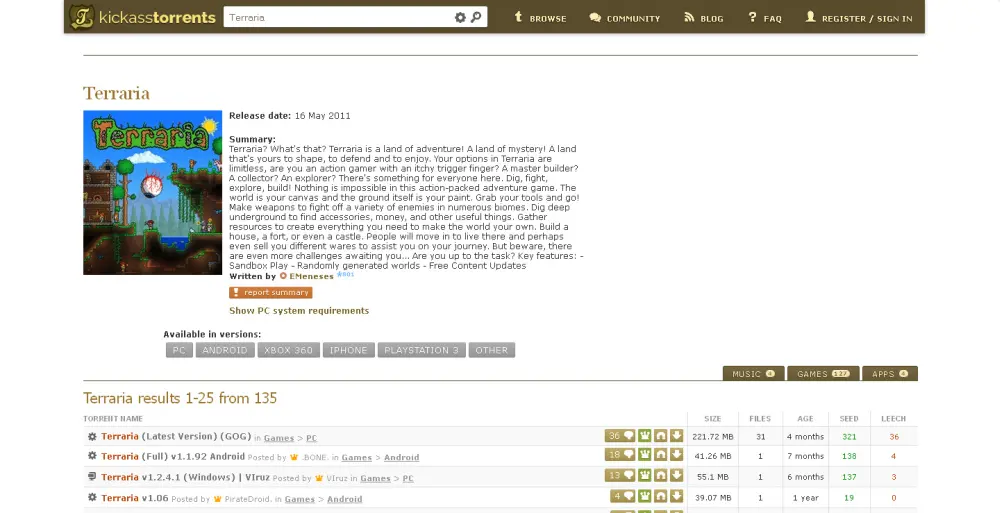 kickasstorrents Terraria BROWSE COMMUNITY BLOG FAQ REGISTER / SIGN IN
Terraria
Terraria
Release date: 16 May 2011
Summary:
Terraria? What's that? Terraria is a land of adventure! A land of mystery! A land
that's yours to shape, to defend and to enjoy. Your options in Terraria are
limitless, are you an action gamer with an itchy trigger finger? A master builder?
A collector? An explorer? There's something for everyone here. Dig, fight,
explore, build! Nothing is impossible in this action-packed adventure game. The
world is your canvas and the ground itself is your paint. Grab your tools and go!
Make weapons to fight off a variety of enemies in numerous biomes. Dig deep
underground to find accessories, money, and other useful things. Gather
resources to create everything you need to make the world your own. Build a
house, a fort, or even a castle. People will move in to live there and perhaps
even sell you different wares to assist you on your journey. But beware, there
are even more challenges awaiting you... Are you up to the task? Key features: -
Sandbox Play - Randomly generated worlds - Free Content Updates
Written by EMeneses
report summary
Show PC system requirements
Available in versions:
PC ANDROID XBOX 360 IPHONE PLAYSTATION 3 OTHER
MUSIC 4 GAMES 127 APPS 4
Terraria results 1-25 from 135
TORRENT NAME SIZE FILES AGE SEED LEECH
Terraria (Latest Version) (GOG) in Games > PC 36 221.72 MB 31 4 months 321 36
Terraria (Full) v1.1.92 Android Posted by .BONE. in Games > Android 18 41.26 MB 1 7 months 138 4
Terraria v1.2.4.1 (Windows) | VIruz Posted by VIruz in Games > PC 13 55.1 MB 1 6 months 137 3
Terraria v1.06 Posted by PirateDroid. in Games > Android 4 39.07 MB 1 1 year 19 0